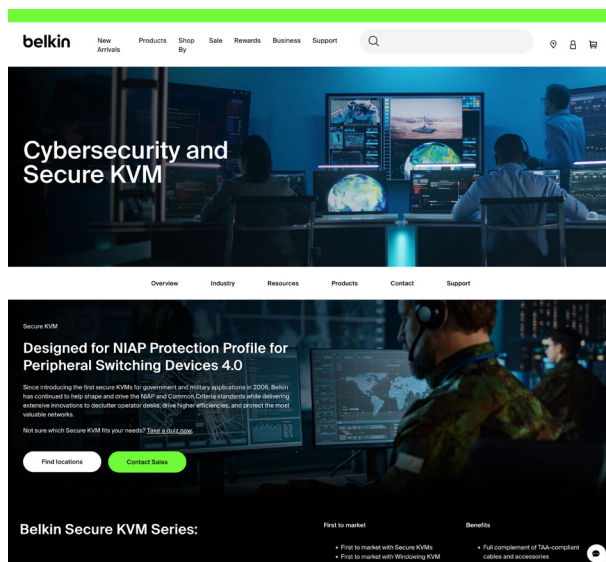 belkin
New
Arrivals
Products
Shop
By
Sale
Rewards
Business
Support
Cybersecurity and
Secure KVM
Overview
Industry
Resources
Products
Contact
Support
Secure KVM
Designed for NIAP Protection Profile for
Peripheral Switching Devices 4.0
Since introducing the first secure KVMs for government and military applications in 2006, Belkin
has continued to help shape and drive the NIAP and Common Criteria standards while delivering
extensive innovations to declutter operator desks, drive higher efficiencies, and protect the most
valuable networks.
Not sure which Secure KVM fits your needs? Take a quiz now.
Find locations
Contact Sales
Belkin Secure KVM Series:
First to market
• First to market with Secure KVMs
• First to market with Windowing KVM
Benefits
• Full complement of TAA-compliant
cables and accessories